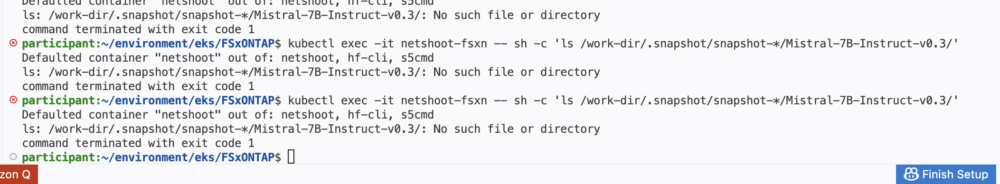 Defaulted container "netshoot" out of: netshoot, hf-cli, s5cmd
ls: /work-dir/.snapshot/snapshot-*/Mistral-7B-Instruct-v0.3/: No such file or directory
command terminated with exit code 1
participant:~/environment/eks/FSxONTAP$ kubectl exec -it netshoot-fsxn -- sh -c 'ls /work-dir/.snapshot/snapshot-*/Mistral-7B-Instruct-v0.3/'
Defaulted container "netshoot" out of: netshoot, hf-cli, s5cmd
ls: /work-dir/.snapshot/snapshot-*/Mistral-7B-Instruct-v0.3/: No such file or directory
command terminated with exit code 1
participant:~/environment/eks/FSxONTAP$ kubectl exec -it netshoot-fsxn -- sh -c 'ls /work-dir/.snapshot/snapshot-*/Mistral-7B-Instruct-v0.3/'
Defaulted container "netshoot" out of: netshoot, hf-cli, s5cmd
ls: /work-dir/.snapshot/snapshot-*/Mistral-7B-Instruct-v0.3/: No such file or directory
command terminated with exit code 1
participant:~/environment/eks/FSxONTAP$
zon Q
Finish Setup